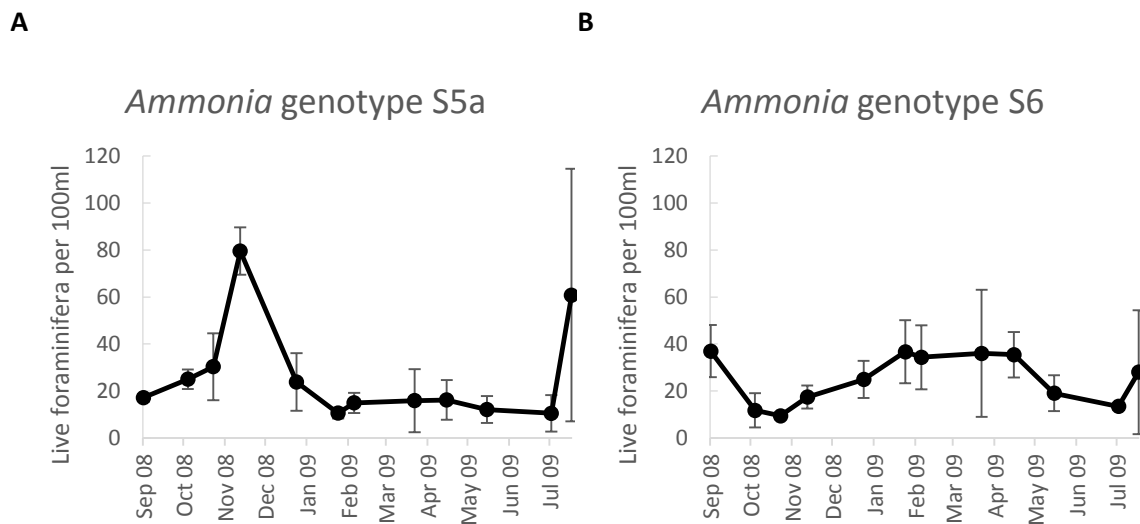 A
B
Ammonia genotype S5a
Ammonia genotype S6
Live foraminifera per 100ml
120
100
80
60
40
20
0
Sep 08
Oct 08
Nov 08
Dec 08
Jan 09
Feb 09
Mar 09
Apr 09
May 09
Jun 09
Jul 09
Live foraminifera per 100ml
120
100
80
60
40
20
0
Sep 08
Oct 08
Nov 08
Dec 08
Jan 09
Feb 09
Mar 09
Apr 09
May 09
Jun 09
Jul 09